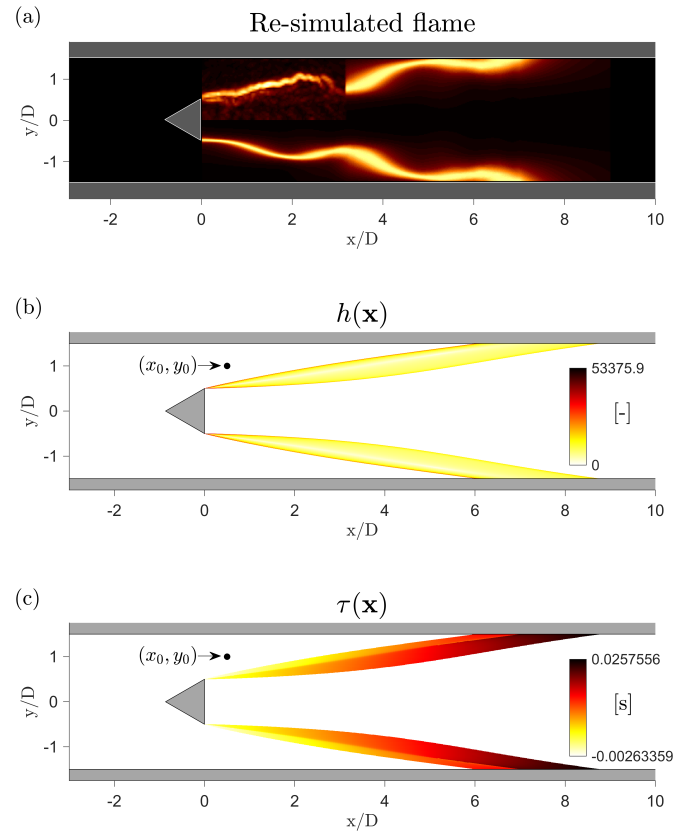 (a)
Re-simulated flame
y/D
1
0
-1
-2 0 2 4 6 8 10
x/D
(b)
h(x)
y/D
1
0
-1
(x₀, y₀)
53375.9
[-]
0
-2 0 2 4 6 8 10
x/D
(c)
τ(x)
y/D
1
0
-1
(x₀, y₀)
0.0257556
[s]
-0.00263359
-2 0 2 4 6 8 10
x/D